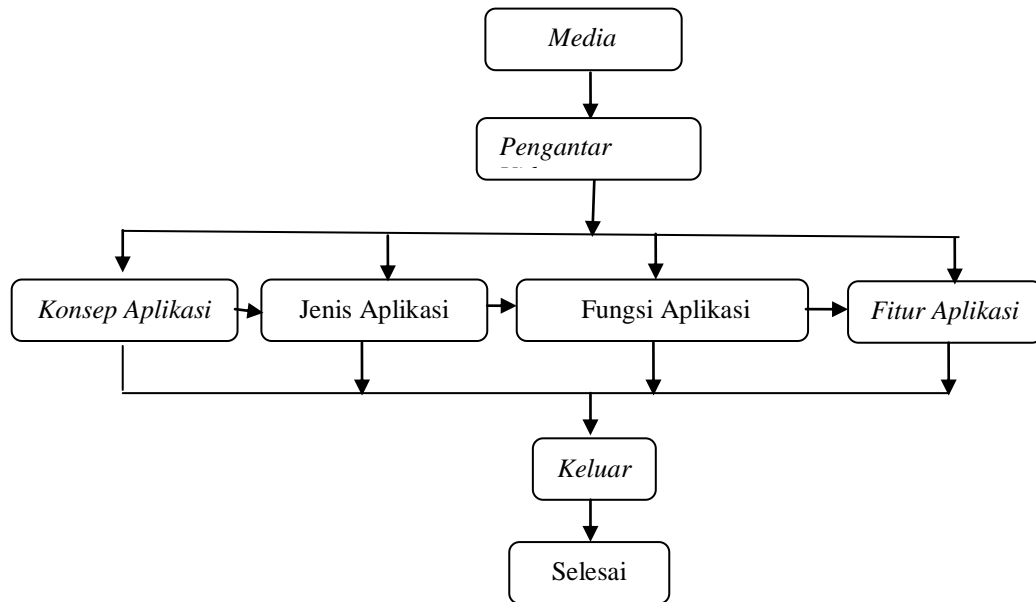 Media
Pengantar
Konsep Aplikasi
Jenis Aplikasi
Fungsi Aplikasi
Fitur Aplikasi
Keluar
Selesai